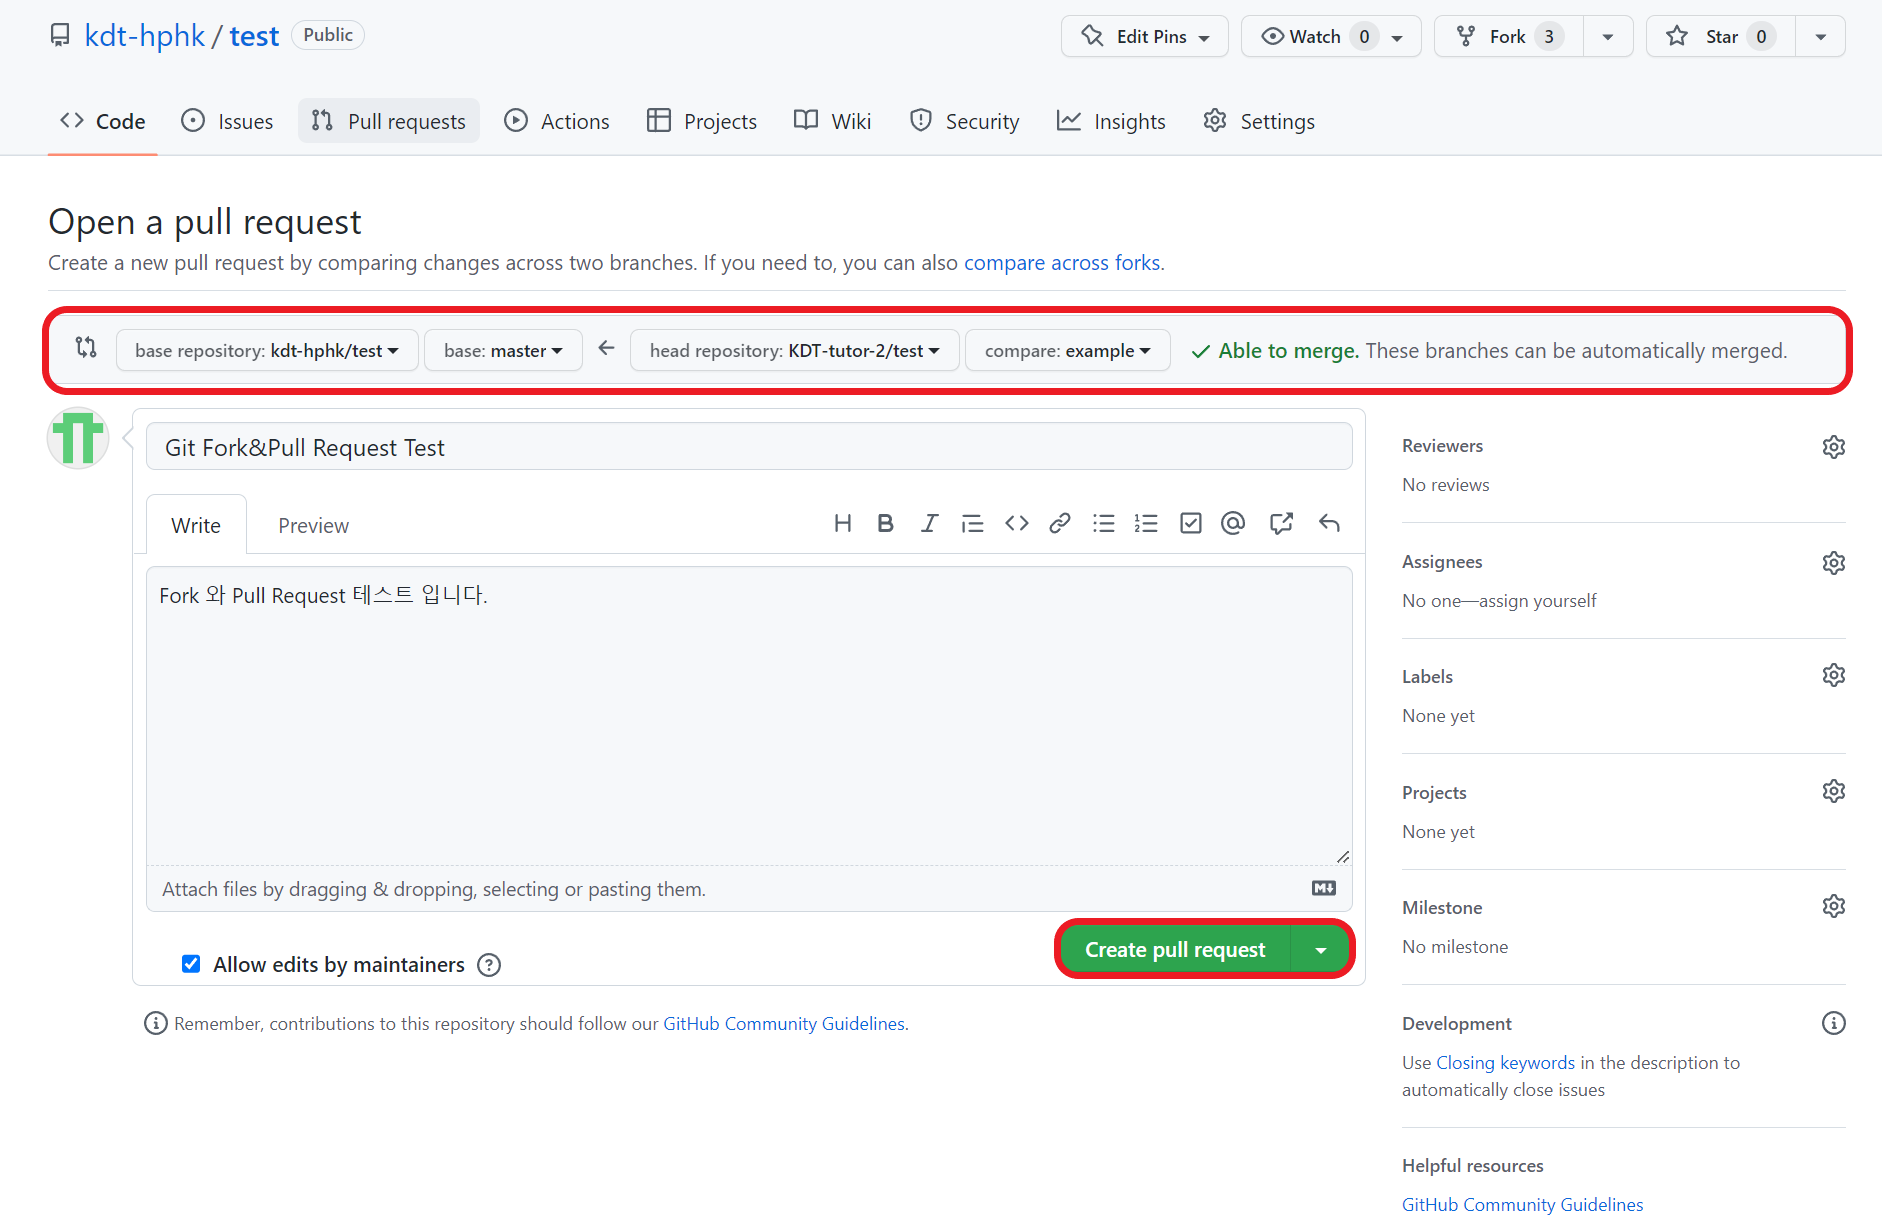 kdt-hphk / test Public
Edit Pins Watch 0 Fork 3 Star 0
Code Issues Pull requests Actions Projects Wiki Security Insights Settings
Open a pull request
Create a new pull request by comparing changes across two branches. If you need to, you can also compare across forks.
base repository: kdt-hphk/test base: master head repository: KDT-tutor-2/test compare: example Able to merge. These branches can be automatically merged.
Git Fork&Pull Request Test
Write Preview
Fork 와 Pull Request 테스트 입니다.
Attach files by dragging & dropping, selecting or pasting them.
Allow edits by maintainers
Create pull request
Remember, contributions to this repository should follow our GitHub Community Guidelines.
Reviewers
No reviews
Assignees
No one—assign yourself
Labels
None yet
Projects
None yet
Milestone
No milestone
Development
Use Closing keywords in the description to
automatically close issues
Helpful resources
GitHub Community Guidelines